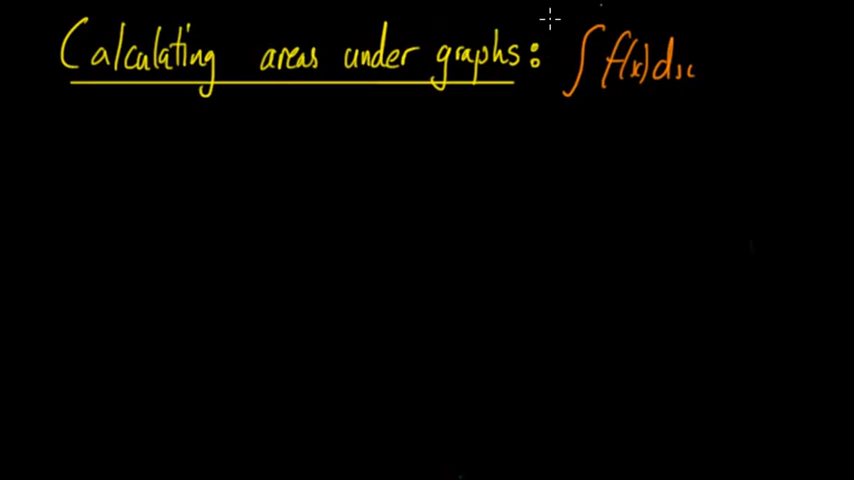 Calculating areas under graphs: ∫ f(x) dx